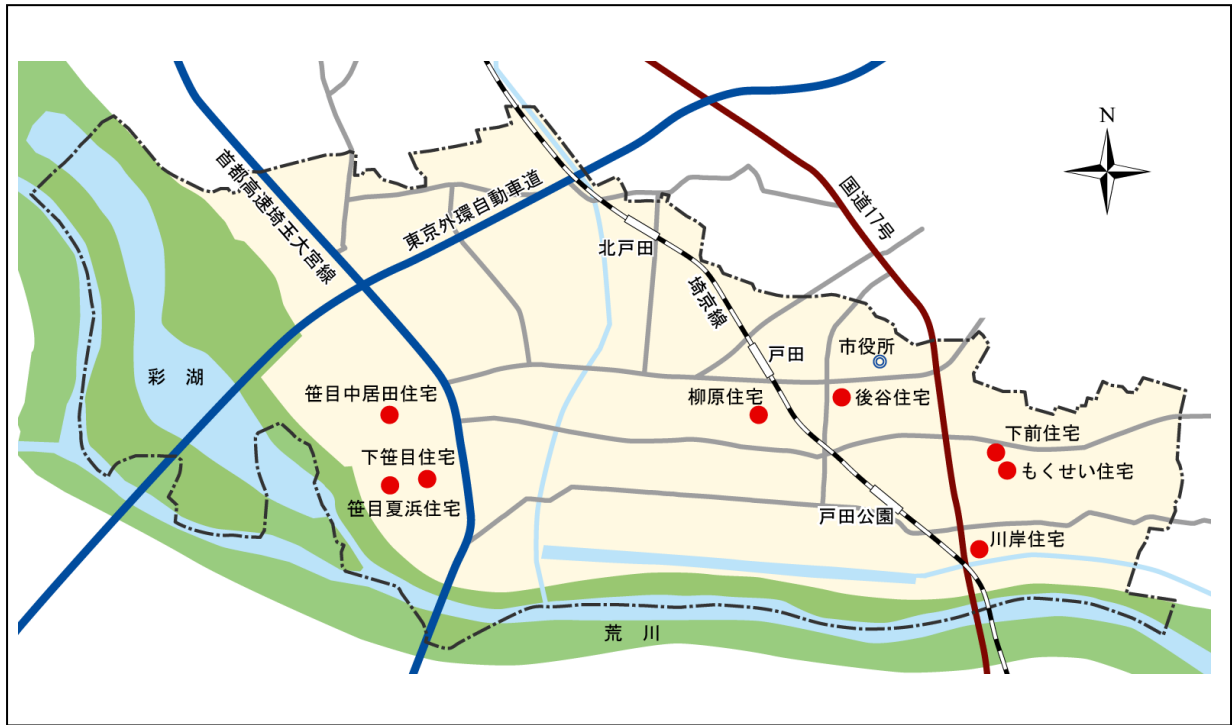 N
首都高速埼玉大宮線
東京外環自動車道
国道17号
北戸田
埼京線
戸田
市役所
彩 湖
笹目中居田住宅
柳原住宅
後谷住宅
下前住宅
下笹目住宅
もくせい住宅
笹目夏浜住宅
戸田公園
川岸住宅
荒 川